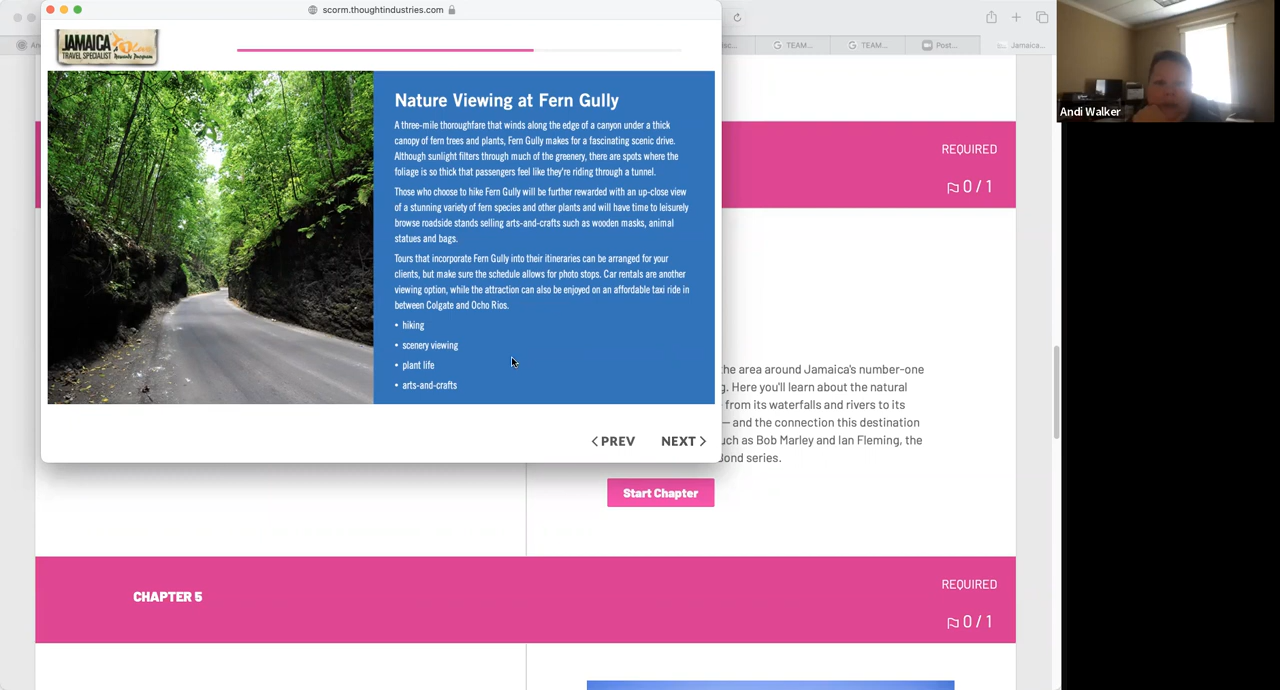 scorm.thoughtindustries.com
JAMAICA
TRAVEL SPECIALIST
TEAM...
TEAM...
Post...
Jamaica...
Andi Walker
Nature Viewing at Fern Gully
A three-mile thoroughfare that winds along the edge of a canyon under a thick
canopy of fern trees and plants, Fern Gully makes for a fascinating scenic drive.
Although sunlight filters through much of the greenery, there are spots where the
foliage is so thick that passengers feel like they're riding through a tunnel.
Those who choose to hike Fern Gully will be further rewarded with an up-close view
of a stunning variety of fern species and other plants and will have time to leisurely
browse roadside stands selling arts-and-crafts such as wooden masks, animal
statues and bags.
Tours that incorporate Fern Gully into their itineraries can be arranged for your
clients, but make sure the schedule allows for photo stops. Car rentals are another
viewing option, while the attraction can also be enjoyed on an affordable taxi ride in
between Colgate and Ocho Rios.
• hiking
• scenery viewing
• plant life
• arts-and-crafts
PREV
NEXT
REQUIRED
0 / 1
the area around Jamaica's number-one
g. Here you'll learn about the natural
from its waterfalls and rivers to its
— and the connection this destination
uch as Bob Marley and Ian Fleming, the
ond series.
Start Chapter
CHAPTER 5
REQUIRED
0 / 1